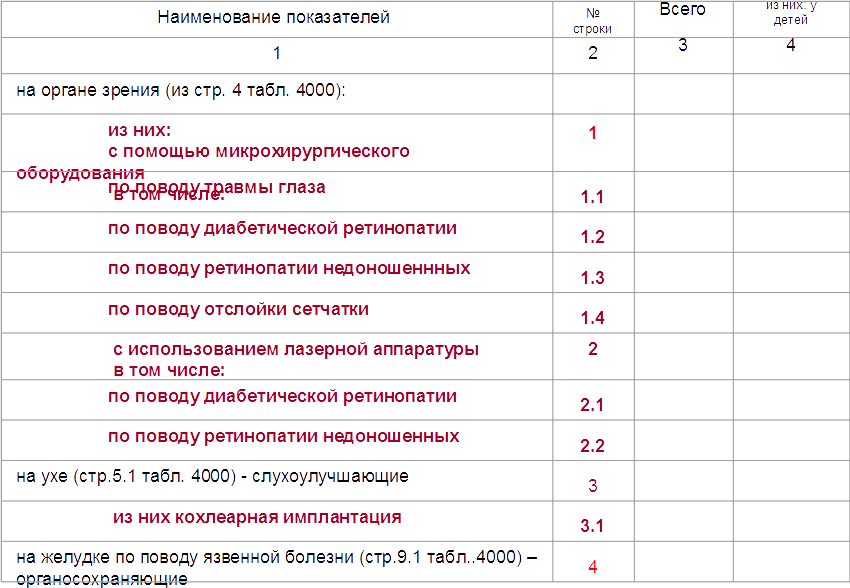 Наименование показателей
№
строки
Всего
из них: у
детей
1
2
3
4
на органе зрения (из стр. 4 табл. 4000):
из них:
с помощью микрохирургического
оборудования
в том числе:
1
по поводу травмы глаза
1.1
по поводу диабетической ретинопатии
1.2
по поводу ретинопатии недоношеннных
1.3
по поводу отслойки сетчатки
1.4
с использованием лазерной аппаратуры
в том числе:
2
по поводу диабетической ретинопатии
2.1
по поводу ретинопатии недоношенных
2.2
на ухе (стр.5.1 табл. 4000) - слухоулучшающие
3
из них кохлеарная имплантация
3.1
на желудке по поводу язвенной болезни (стр.9.1 табл..4000) –
органосохраняющие
4